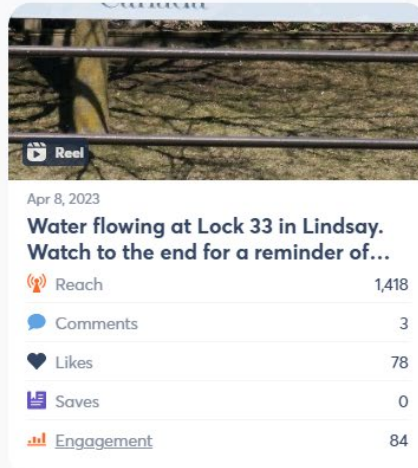 Canada
Reel
Apr 8, 2023
Water flowing at Lock 33 in Lindsay.
Watch to the end for a reminder of...
Reach 1,418
Comments 3
Likes 78
Saves 0
Engagement 84